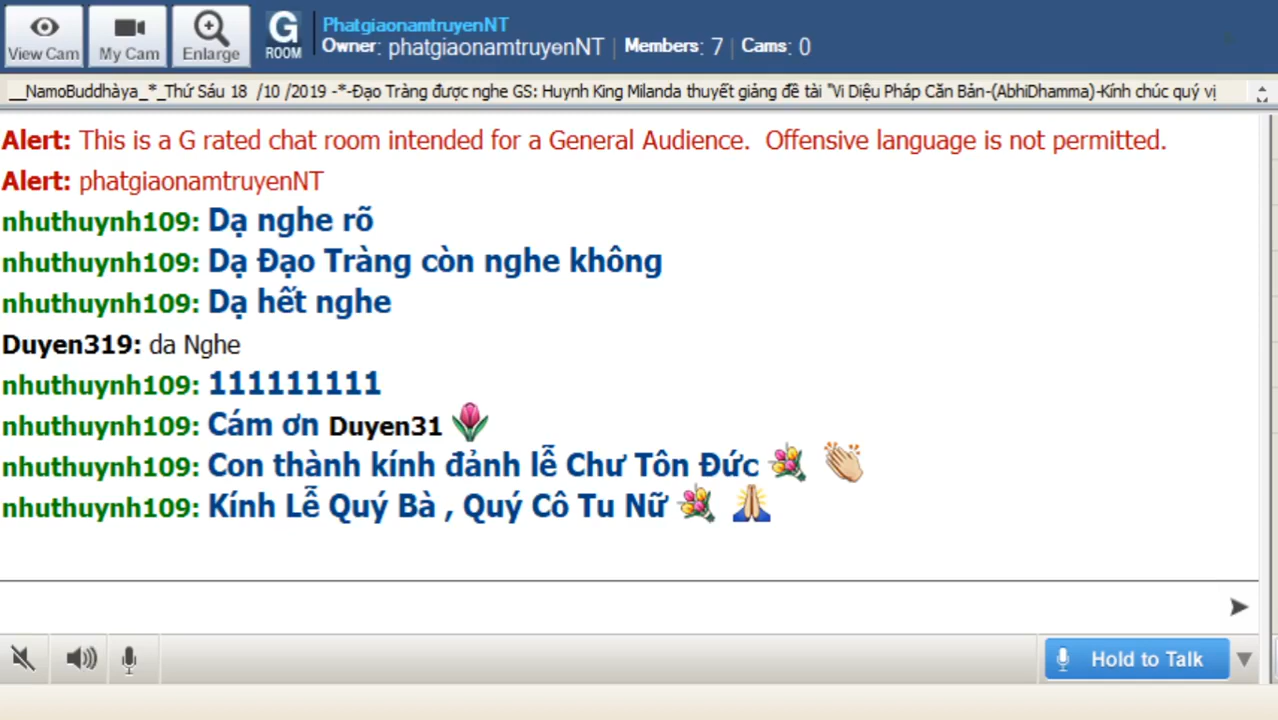 View Cam
My Cam
Enlarge
G
ROOM
PhatgiaonamtruyenNT
Owner: phatgiaonamtruyenNT | Members: 7 | Cams: 0
__NamoBuddhàya_*_Thứ Sáu 18 /10 /2019 -*-Đạo Tràng được nghe GS: Huynh King Milanda thuyết giảng đề tài "Vi Diệu Pháp Căn Bản-(AbhiDhamma)-Kính chúc quý vị
Alert: This is a G rated chat room intended for a General Audience. Offensive language is not permitted.
Alert: phatgiaonamtruyenNT
nhuthuynh109: Dạ nghe rõ
nhuthuynh109: Dạ Đạo Tràng còn nghe không
nhuthuynh109: Dạ hết nghe
Duyen319: da Nghe
nhuthuynh109: 111111111
nhuthuynh109: Cám ơn Duyen31
nhuthuynh109: Con thành kính đảnh lễ Chư Tôn Đức
nhuthuynh109: Kính Lễ Quý Bà , Quý Cô Tu Nữ
Hold to Talk